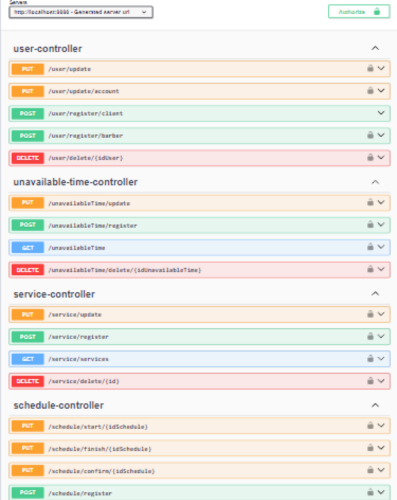 Servers
http://localhost:8080 - Generated server url
Authorize
user-controller
PUT /user/update
PUT /user/update/account
POST /user/register/client
POST /user/register/barber
DELETE /user/delete/{idUser}
unavailable-time-controller
PUT /unavailableTime/update
POST /unavailableTime/register
GET /unavailableTime
DELETE /unavailableTime/delete/{idUnavailableTime}
service-controller
PUT /service/update
POST /service/register
GET /service/services
DELETE /service/delete/{id}
schedule-controller
PUT /schedule/start/{idSchedule}
PUT /schedule/finish/{idSchedule}
PUT /schedule/confirm/{idSchedule}
POST /schedule/register